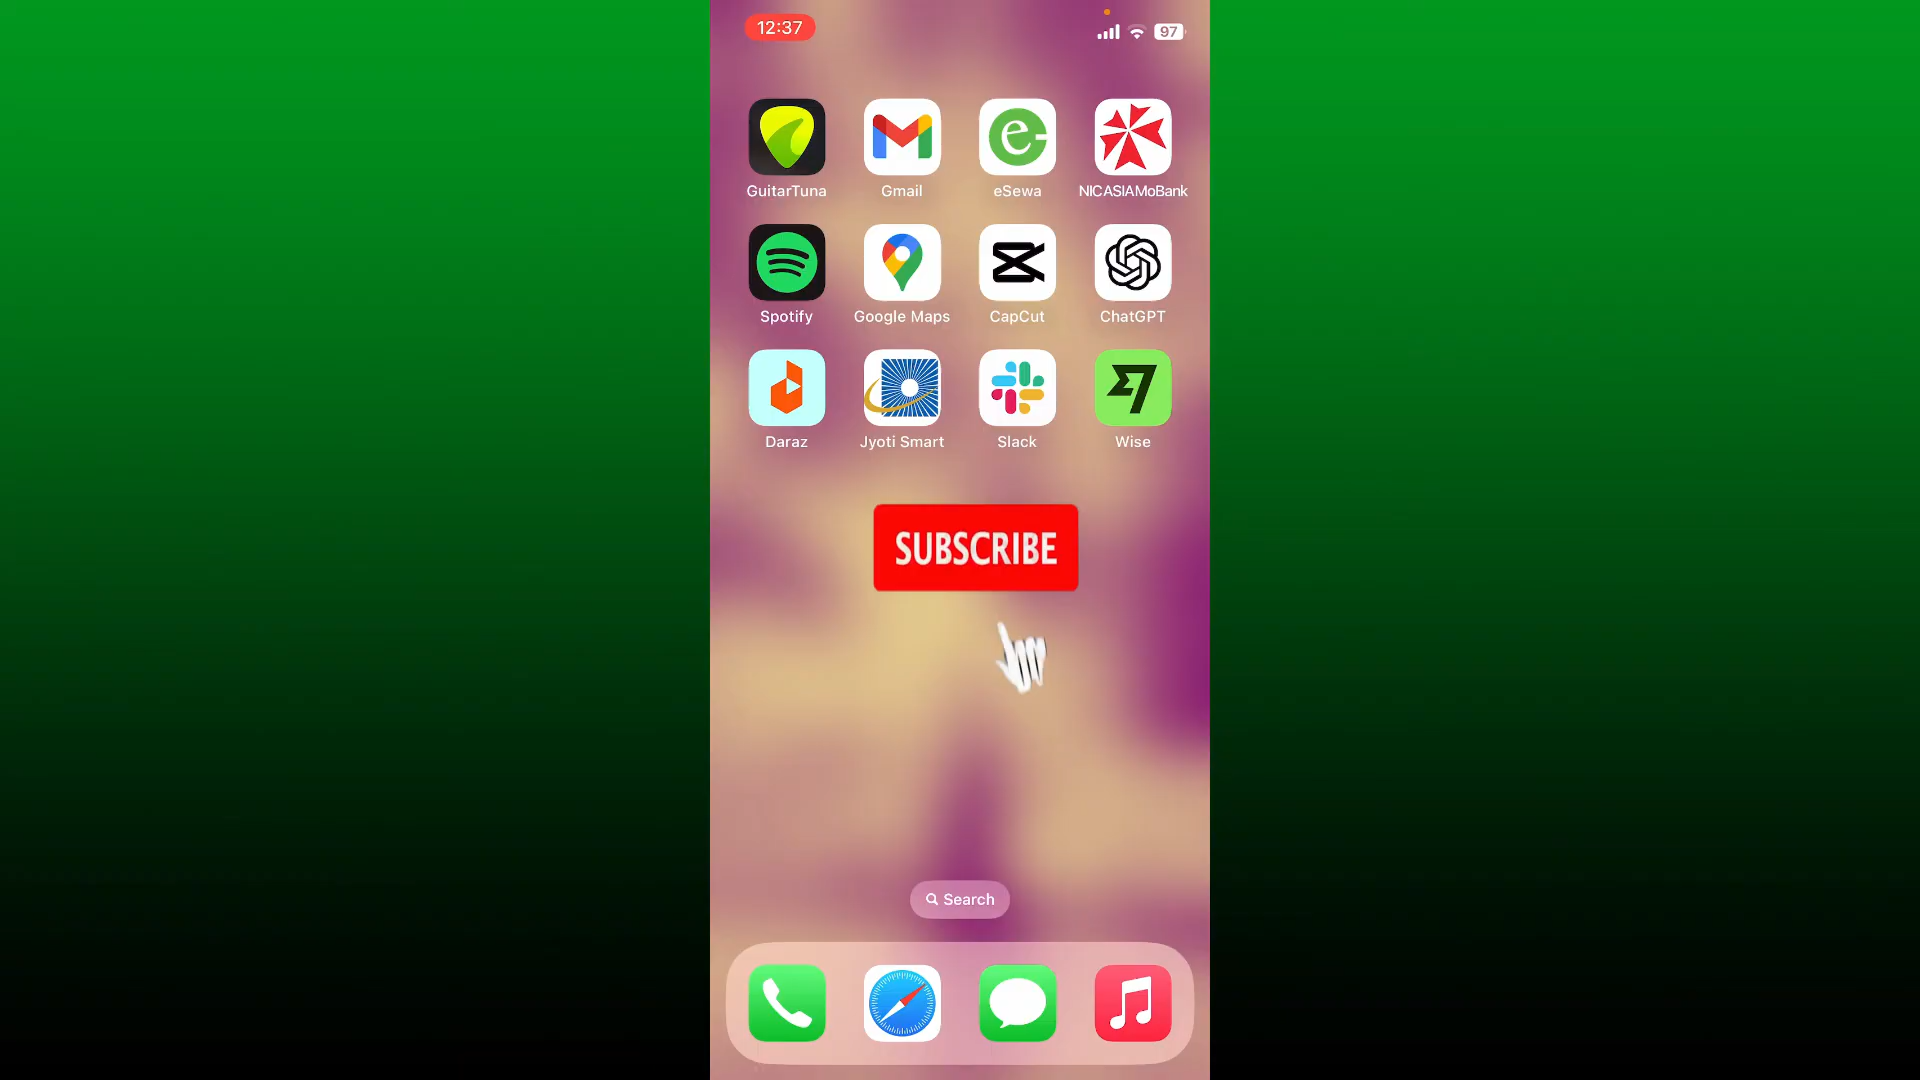 12:37
97
GuitarTuna
Gmail
eSewa
NICASIAMoBank
Spotify
Google Maps
CapCut
ChatGPT
Daraz
Jyoti Smart
Slack
Wise
SUBSCRIBE
Search